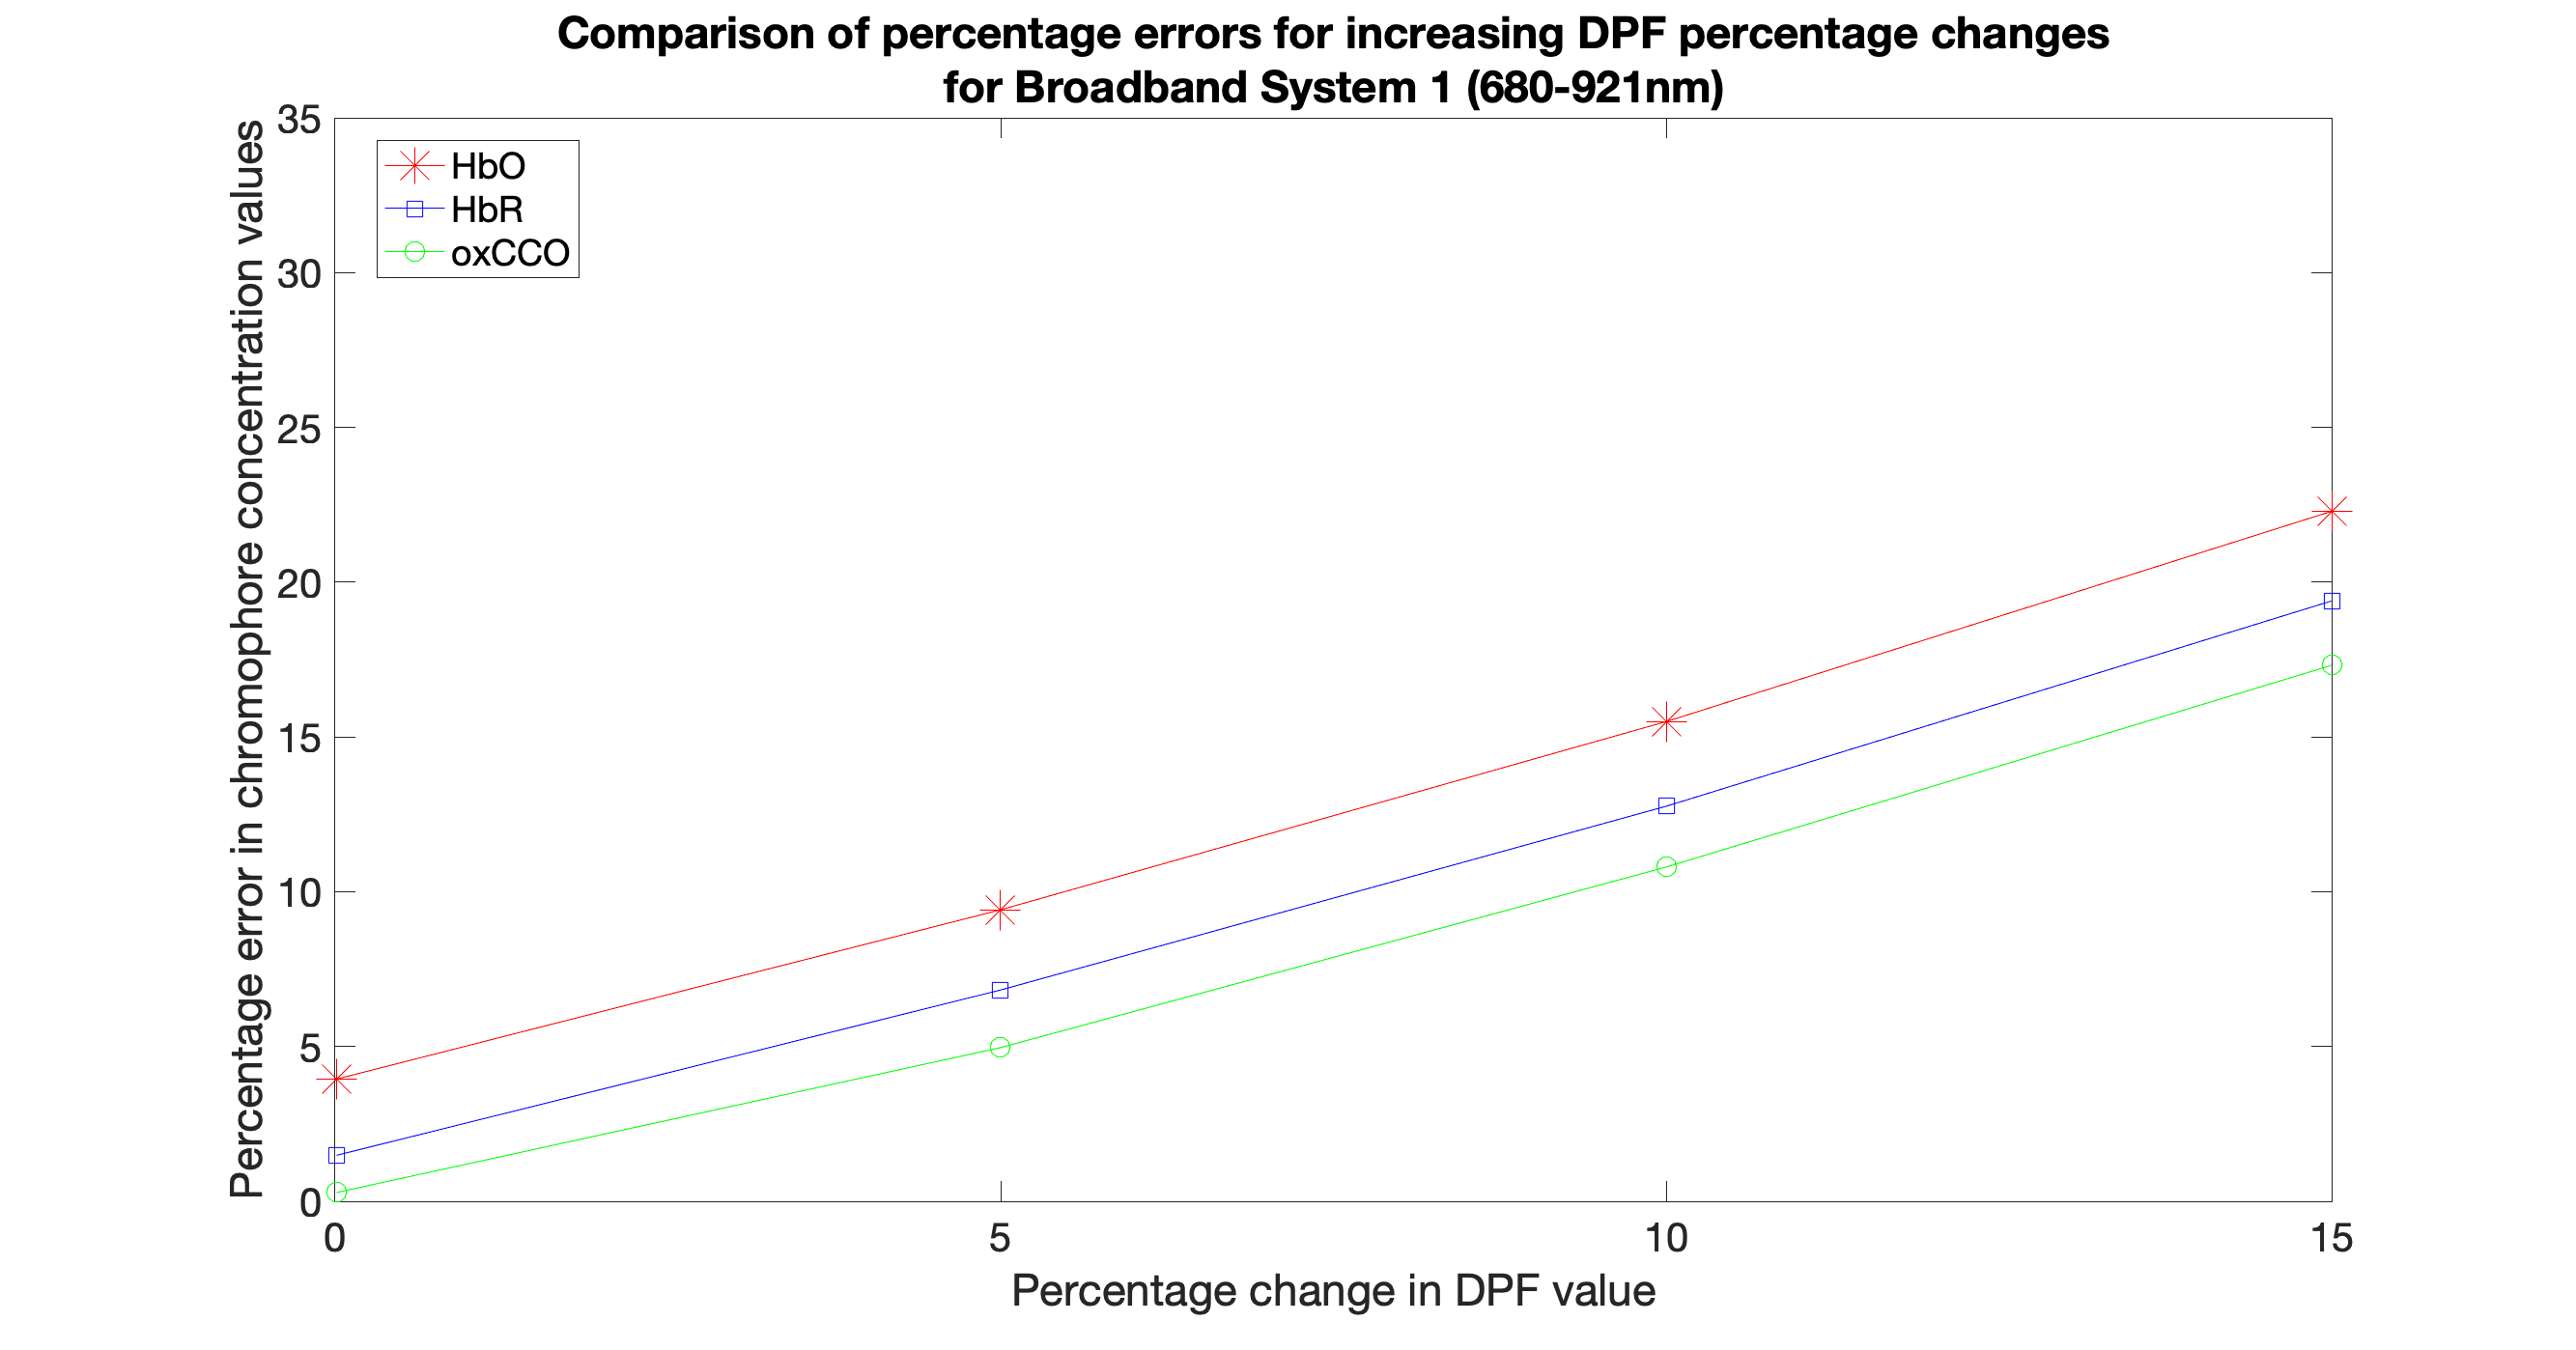 Comparison of percentage errors for increasing DPF percentage changes
for Broadband System 1 (680-921nm)
Percentage error in chromophore concentration values
35
30
25
20
15
10
5
0
HbO
HbR
oxCCO
0
5
10
15
Percentage change in DPF value